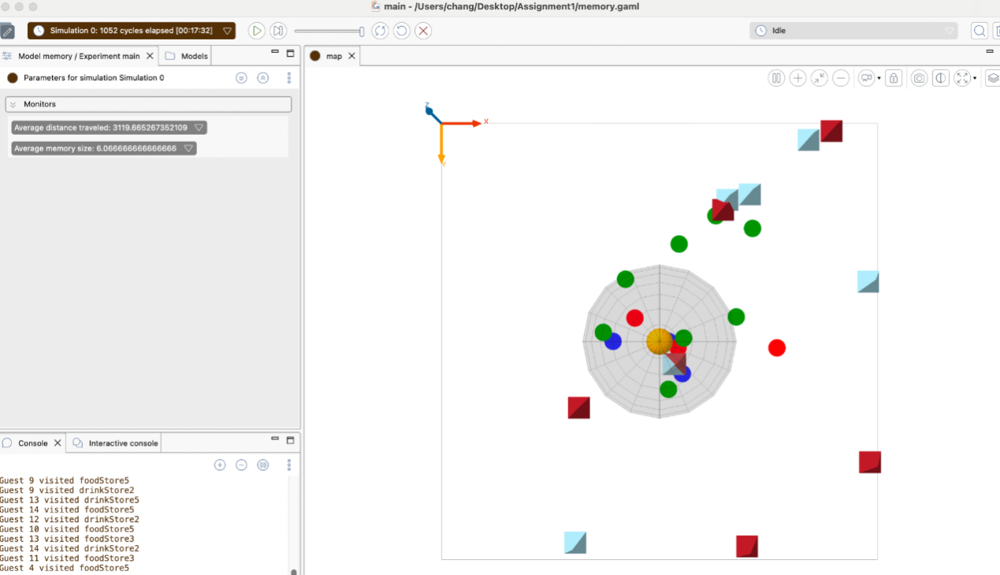 main - /Users/chang/Desktop/Assignment1/memory.gaml
Simulation 0: 1052 cycles elapsed [00:17:32]
Idle
Model memory / Experiment main
Models
map
Parameters for simulation Simulation 0
Monitors
Average distance traveled: 3119.665267352109
Average memory size: 6.066666666666666
Z
X
Y
Console
Interactive console
Guest 9 visited foodStore5
Guest 9 visited drinkStore2
Guest 13 visited drinkStore5
Guest 14 visited foodStore5
Guest 12 visited drinkStore2
Guest 10 visited foodStore5
Guest 13 visited foodStore3
Guest 14 visited drinkStore2
Guest 11 visited foodStore3
Guest 4 visited foodStore5